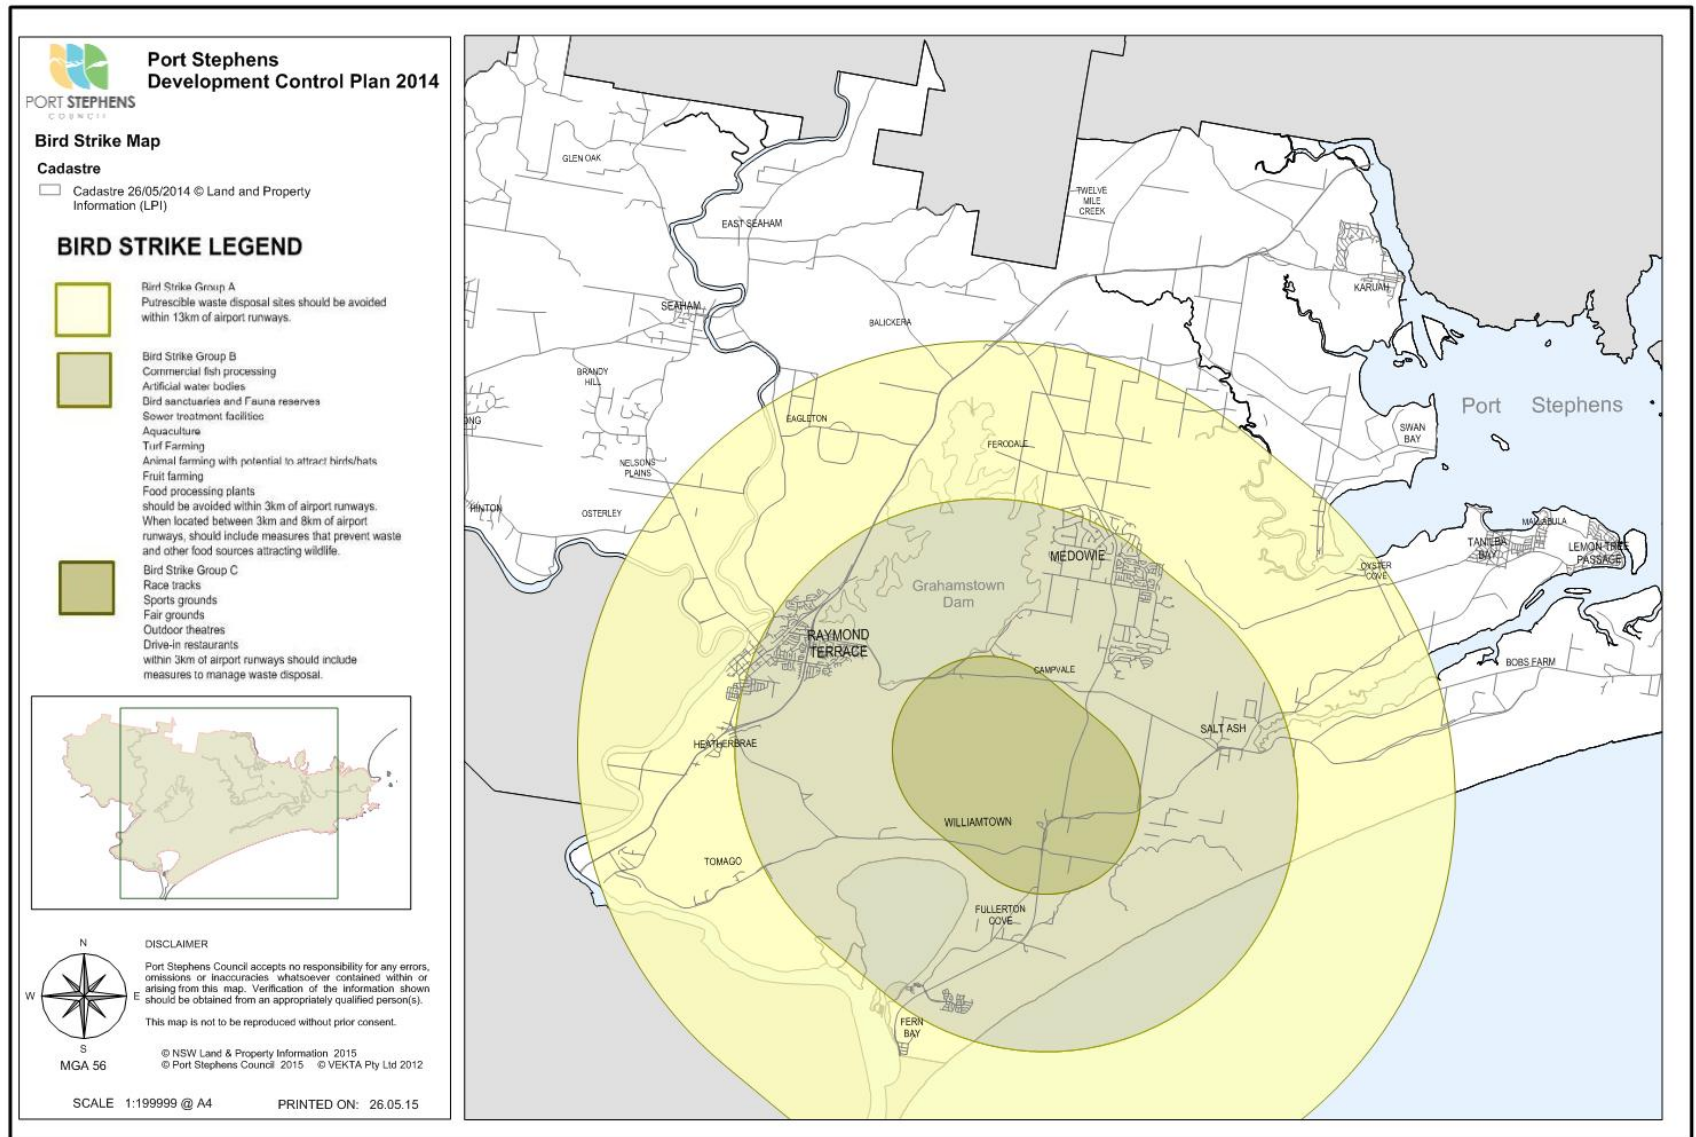 Port Stephens
Development Control Plan 2014
PORT STEPHENS
COUNCIL
Bird Strike Map
Cadastre
Cadastre 26/05/2014 © Land and Property
Information (LPI)
BIRD STRIKE LEGEND
Bird Strike Group A
Putrescible waste disposal sites should be avoided
within 13km of airport runways.
Bird Strike Group B
Commercial fish processing
Artificial water bodies
Bird sanctuaries and Fauna reserves
Sewer treatment facilities
Aquaculture
Turf Farming
Animal farming with potential to attract birds/bats
Fruit farming
Food processing plants
should be avoided within 3km of airport runways.
When located between 3km and 8km of airport
runways, should include measures that prevent waste
and other food sources attracting wildlife.
Bird Strike Group C
Race tracks
Sports grounds
Fair grounds
Outdoor theatres
Drive-in restaurants
within 3km of airport runways should include
measures to manage waste disposal.
N
W
E
S
MGA 56
DISCLAIMER
Port Stephens Council accepts no responsibility for any errors,
omissions or inaccuracies whatsoever contained within or
arising from this map. Verification of the information shown
should be obtained from an appropriately qualified person(s).
This map is not to be reproduced without prior consent.
© NSW Land & Property Information 2015
© Port Stephens Council 2015 © VEKTA Pty Ltd 2012
SCALE 1:199999 @ A4
PRINTED ON: 26.05.15
GLEN OAK
TWELVE
MILE
CREEK
EAST SEAHAM
KARUAH
SEAHAM
BALICKERA
BRANDY
HILL
EAGLETON
ONG
Port Stephens
SWAN
BAY
FERODALE
NELSONS
PLAINS
HINTON
OSTERLEY
MALLABULA
TANILBA
BAY
LEMON TREE
PASSAGE
MEDOWIE
OYSTER
COVE
Grahamstown
Dam
RAYMOND
TERRACE
CAMPVALE
BOBS FARM
SALT ASH
HEATHERBRAE
WILLIAMTOWN
TOMAGO
FULLERTON
COVE
FERN
BAY